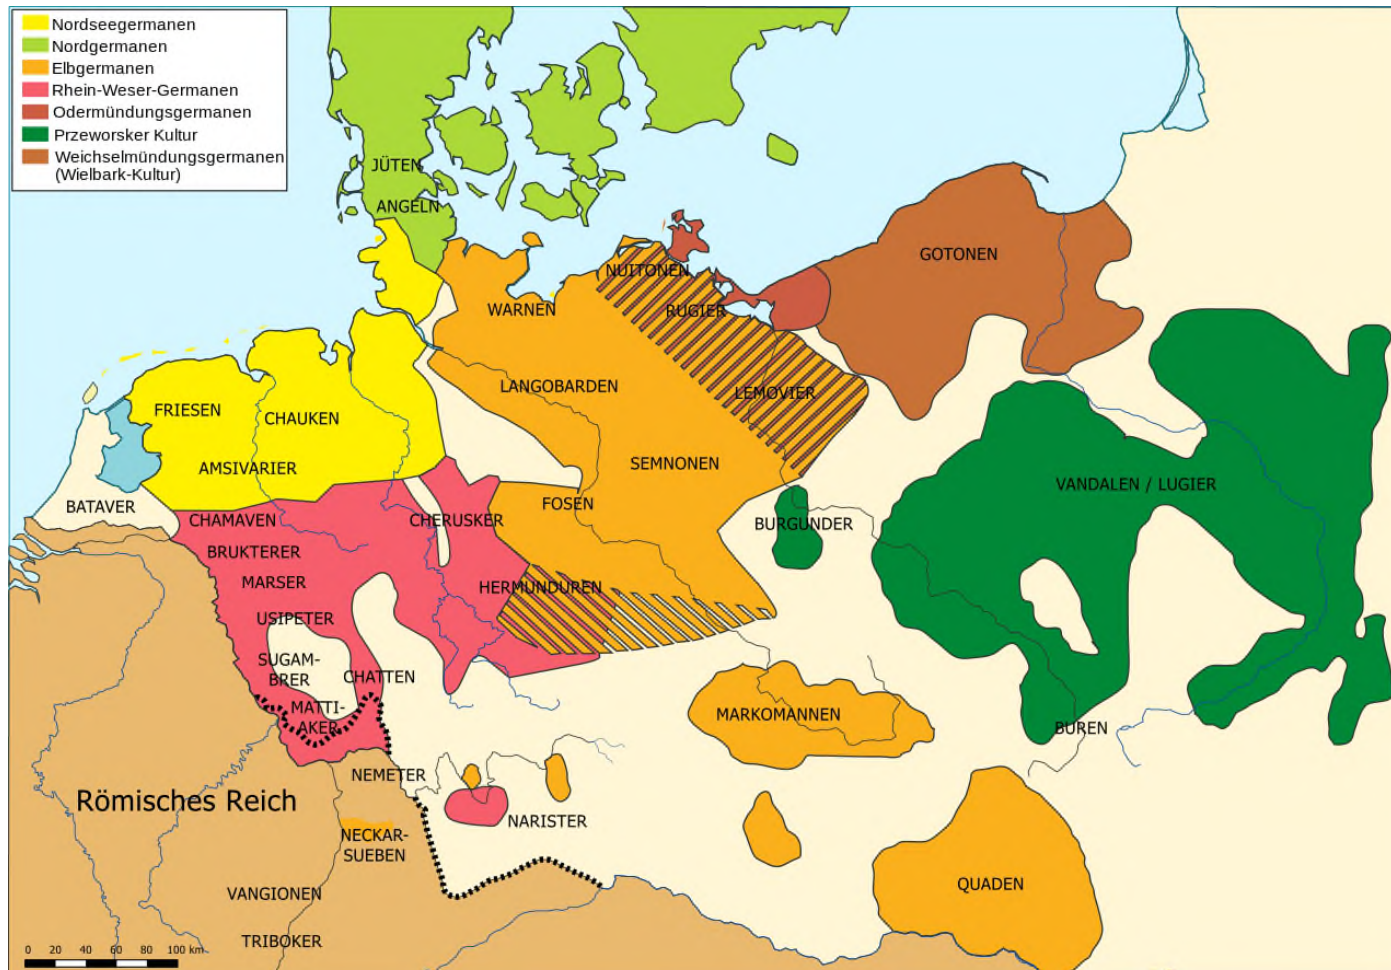 Nordseegermanen
Nordgermanen
Elbgermanen
Rhein-Weser-Germanen
Odermündungsgermanen
Przeworsker Kultur
Weichselmündungsgermanen
(Wielbark-Kultur)
JÜTEN
ANGELN
GOTONEN
NUITONEN
WARNEN
RUGIER
LANGOBARDEN
LEMOVIER
FRIESEN
CHAUKEN
AMSIVARIER
SEMNONEN
VANDALEN / LUGIER
BATAVER
FOSEN
CHAMAVEN
CHERUSKER
BURGUNDER
BRUKTERER
MARSER
HERMUNDUREN
USIPETER
SUGAM-
BRER
CHATTEN
MATTI-
AKER
MARKOMANNEN
BUREN
NEMETER
Römisches Reich
NARISTER
NECKAR-
SUEBEN
QUADEN
VANGIONEN
TRIBOKER
0 20 40 60 80 100 km